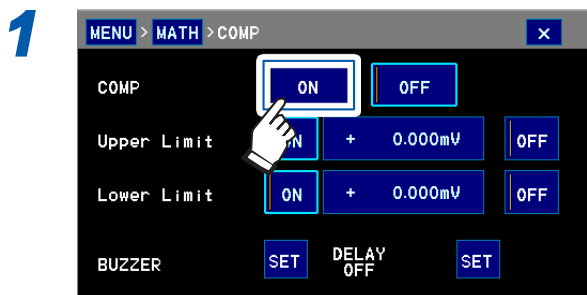 1
MENU > MATH >COMP ×
COMP ON OFF
Upper Limit + 0.000mV OFF
Lower Limit ON + 0.000mV OFF
BUZZER SET DELAY OFF SET